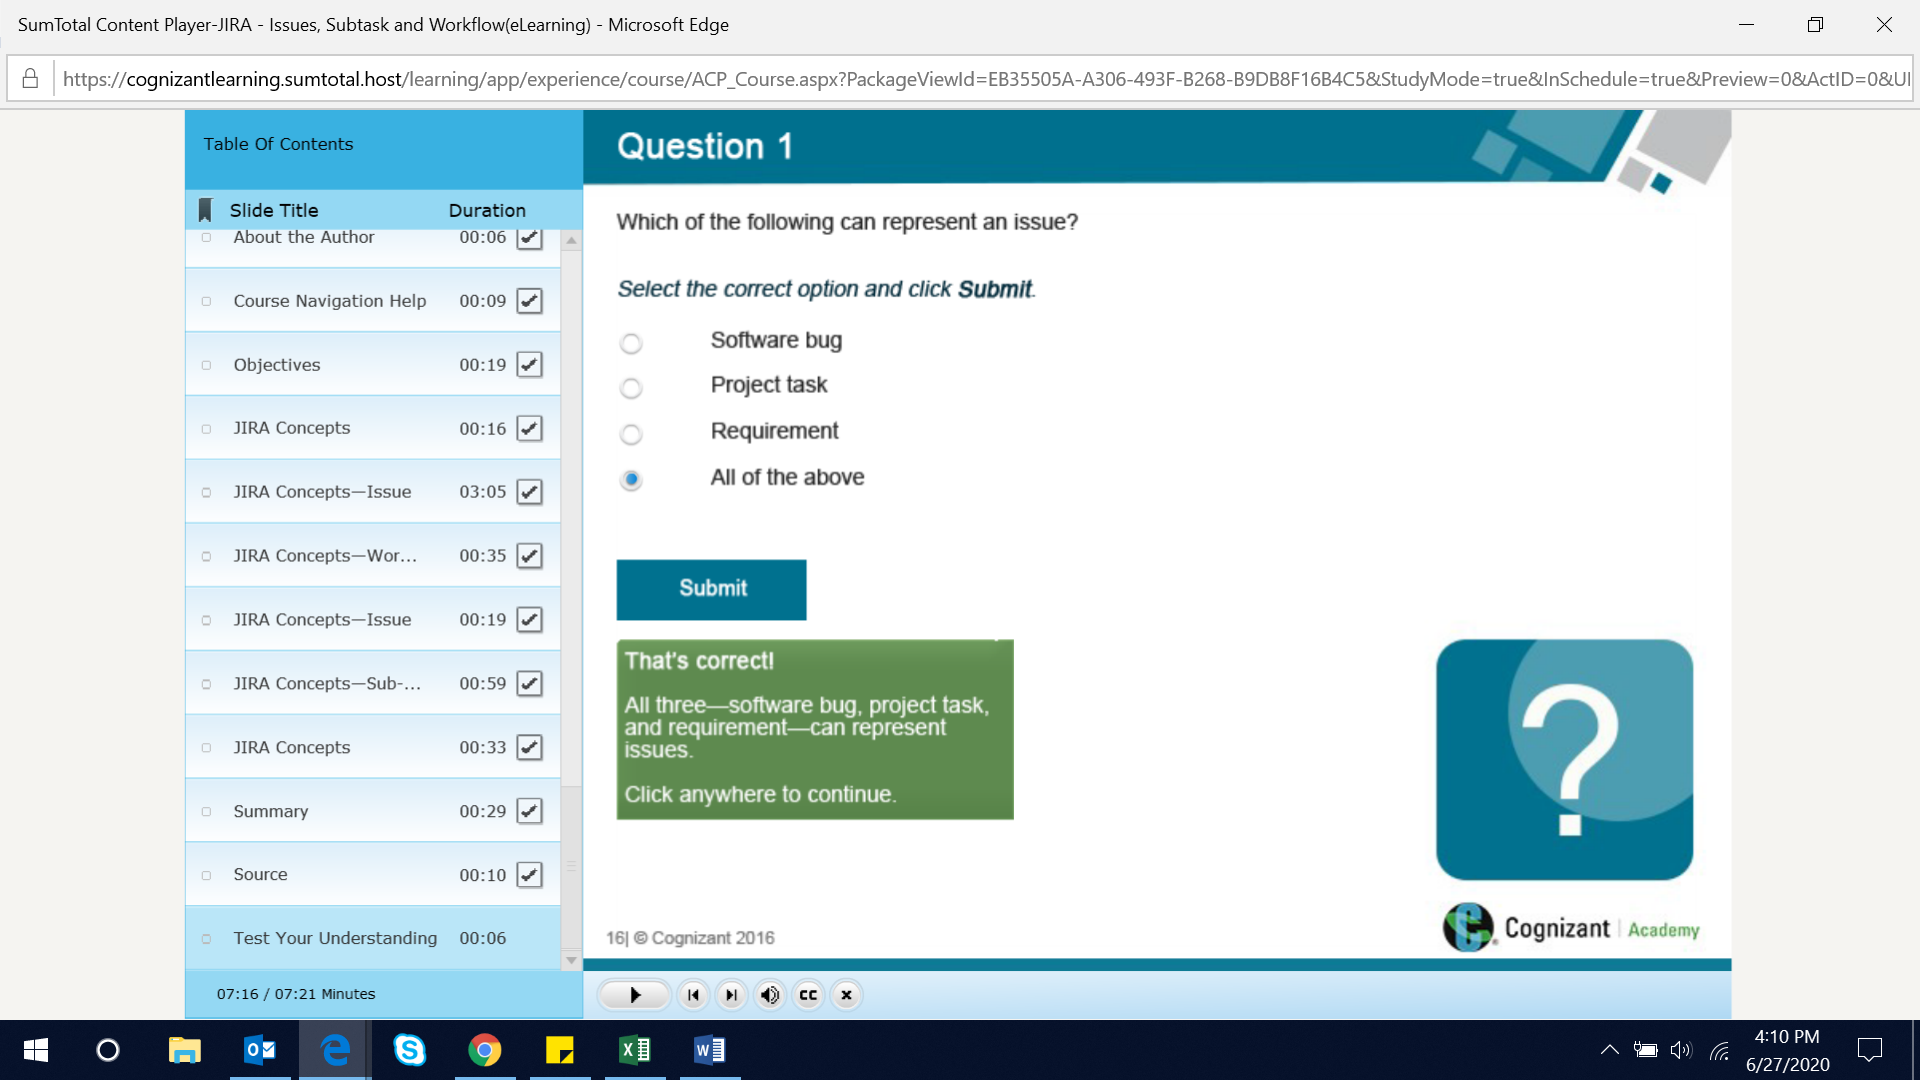 SumTotal Content Player-JIRA - Issues, Subtask and Workflow(eLearning) - Microsoft Edge
https://cognizantlearning.sumtotal.host/learning/app/experience/course/ACP_Course.aspx?PackageViewId=EB35505A-A306-493F-B268-B9DB8F16B4C5&StudyMode=true&InSchedule=true&Preview=0&ActID=0&UI
Table Of Contents
Slide Title Duration
About the Author 00:06
Course Navigation Help 00:09
Objectives 00:19
JIRA Concepts 00:16
JIRA Concepts—Issue 03:05
JIRA Concepts—Wor... 00:35
JIRA Concepts—Issue 00:19
JIRA Concepts—Sub-... 00:59
JIRA Concepts 00:33
Summary 00:29
Source 00:10
Test Your Understanding 00:06
07:16 / 07:21 Minutes
Question 1
Which of the following can represent an issue?
Select the correct option and click Submit.
Software bug
Project task
Requirement
All of the above
Submit
That's correct!
All three—software bug, project task,
and requirement—can represent
issues.
Click anywhere to continue.
?
16| © Cognizant 2016
Cognizant | Academy
CC
4:10 PM
6/27/2020